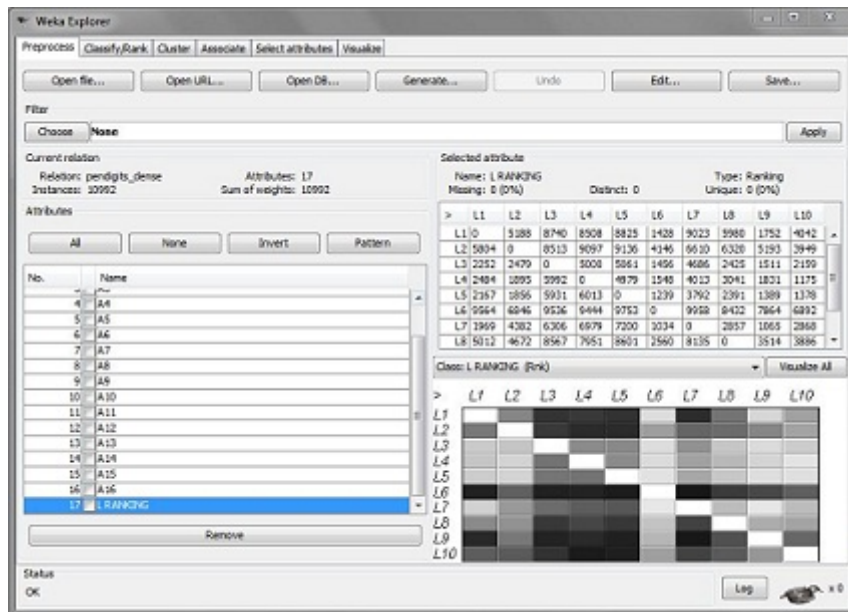 Weka Explorer
Preprocess Classify/Rank Cluster Associate Select attributes Visualize
Open file... Open URL... Open DB... Generate... Undo Edit... Save...
Filter
Choose None Apply
Current relation
Relation: pendigits_dense Attributes: 17
Instances: 10992 Sum of weights: 10992
Attributes
All None Invert Pattern
No. Name
4 A4
5 A5
6 A6
7 A7
8 A8
9 A9
10 A10
11 A11
12 A12
13 A13
14 A14
15 A15
16 A16
17 L RANKING
Remove
Selected attribute
Name: L RANKING Type: Ranking
Missing: 0 (0%) Distinct: 0 Unique: 0 (0%)
> L1 L2 L3 L4 L5 L6 L7 L8 L9 L10
L1 0 5188 8740 8508 8825 1428 9023 5980 1752 4042
L2 5804 0 8513 9097 9136 4146 6610 6320 5193 3949
L3 2252 2479 0 5000 5061 1456 4686 2425 1511 2159
L4 2484 1895 5992 0 4979 1548 4013 3041 1831 1175
L5 2167 1856 5931 6013 0 1239 3792 2391 1389 1378
L6 9564 6846 9536 9444 9753 0 9958 8432 7864 6892
L7 1969 4382 6306 6979 7200 1034 0 2857 1065 2868
L8 5012 4672 8567 7951 8601 2560 8135 0 3514 3886
Class: L RANKING (Rnk) Visualize All
> L1 L2 L3 L4 L5 L6 L7 L8 L9 L10
L1
L2
L3
L4
L5
L6
L7
L8
L9
L10
Status
OK Log x 0